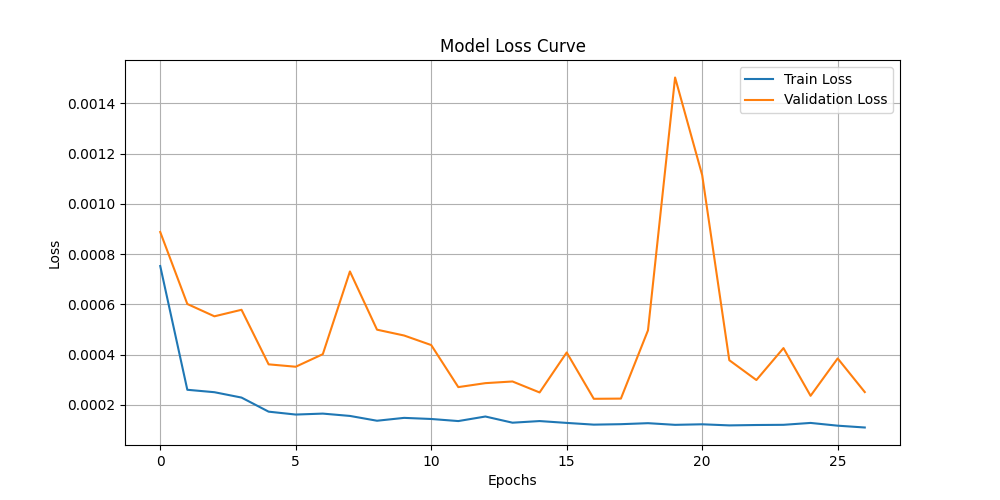 Model Loss Curve
Train Loss
Validation Loss
0.0014
0.0012
0.0010
0.0008
0.0006
0.0004
0.0002
Loss
0 5 10 15 20 25
Epochs